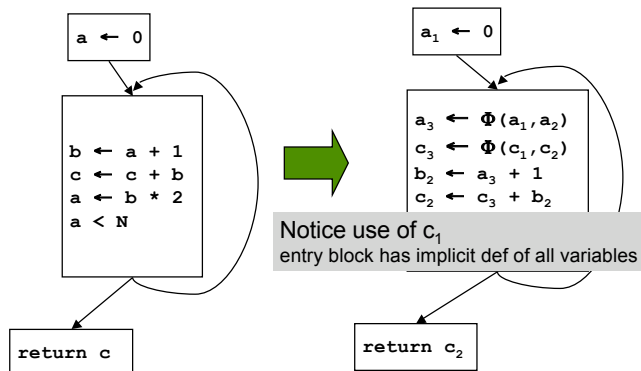 a ← 0
b ← a + 1
c ← c + b
a ← b * 2
a < N
return c
a₁ ← 0
a₃ ← Φ(a₁,a₂)
c₃ ← Φ(c₁,c₂)
b₂ ← a₃ + 1
c₂ ← c₃ + b₂
Notice use of c₁
entry block has implicit def of all variables
return c₂